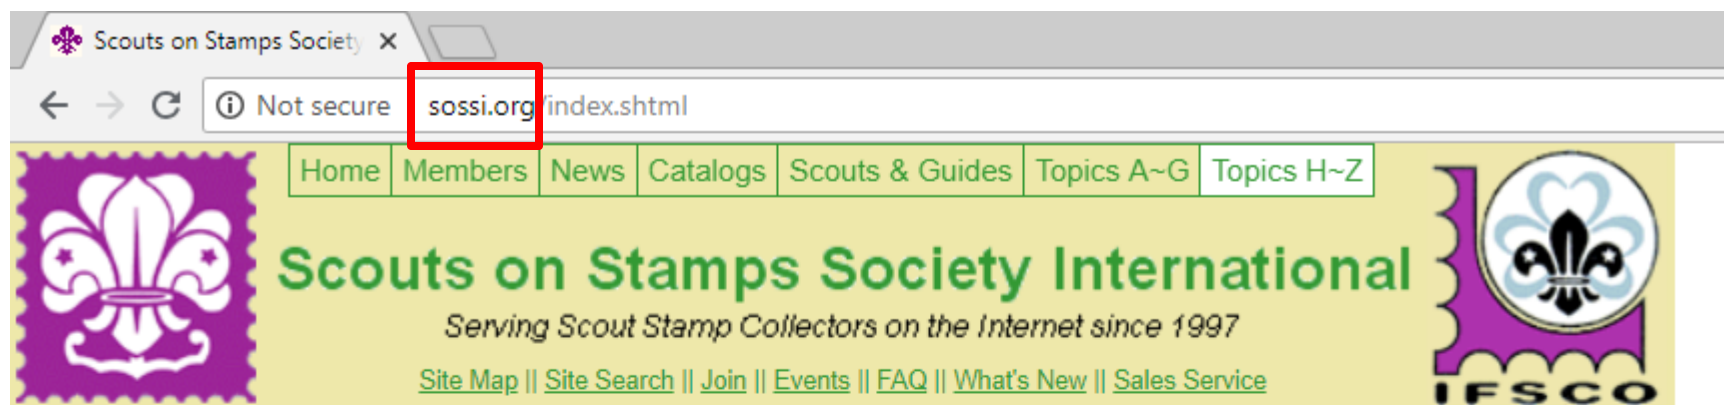 Scouts on Stamps Society
Not secure sossi.org/index.shtml
Home Members News Catalogs Scouts & Guides Topics A~G Topics H~Z
Scouts on Stamps Society International
Serving Scout Stamp Collectors on the Internet since 1997
Site Map || Site Search || Join || Events || FAQ || What's New || Sales Service
IFSCO